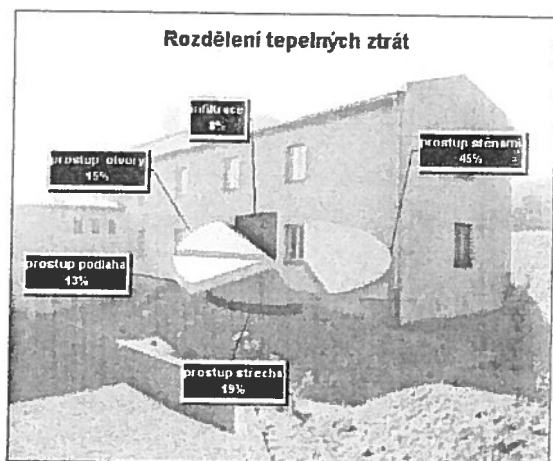 Rozdělení tepelných ztrát
infiltrace
8%
prostup otvory
15%
prostup stěnami
45%
prostup podlaha
13%
prostup strecha
19%